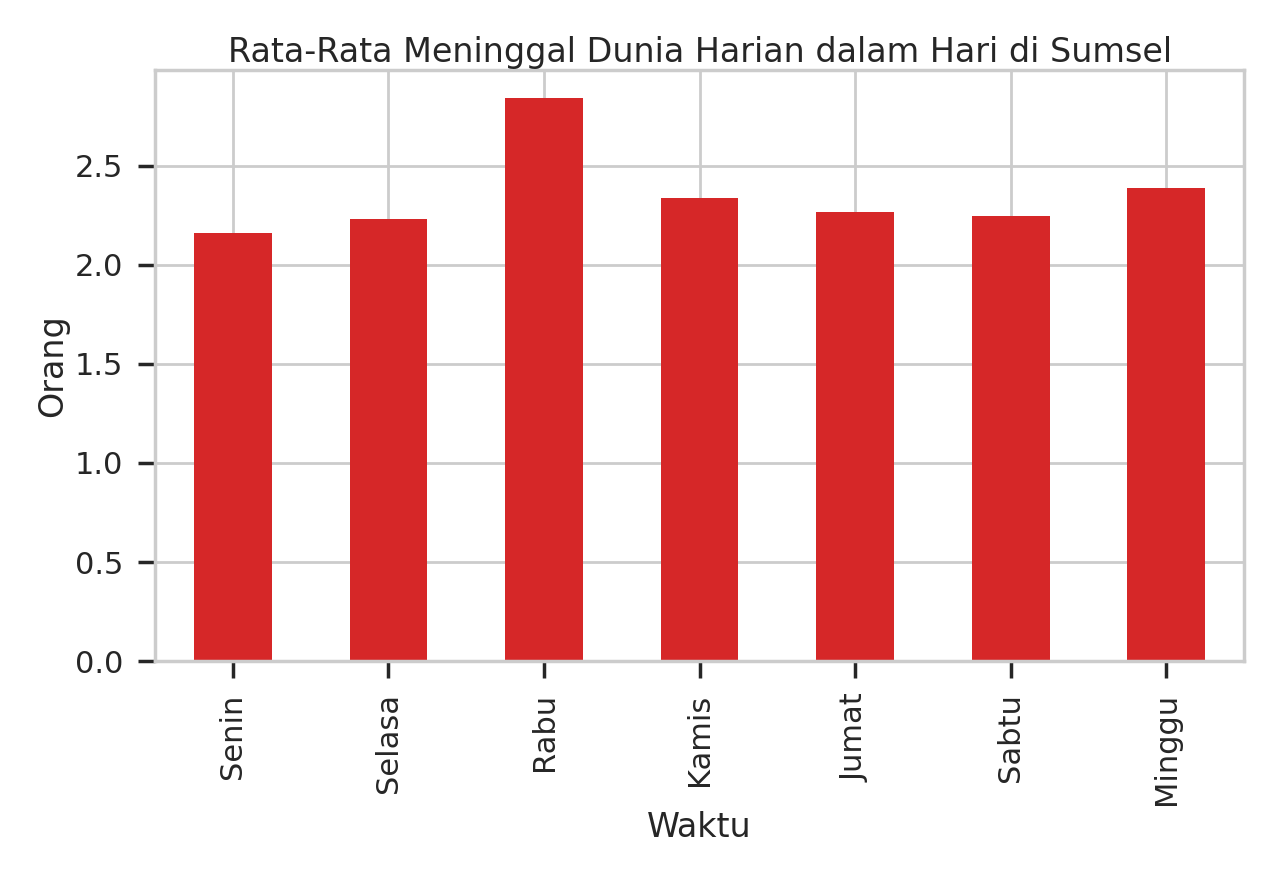 Rata-Rata Meninggal Dunia Harian dalam Hari di Sumsel
Orang
2.5
2.0
1.5
1.0
0.5
0.0
Senin
Selasa
Rabu
Kamis
Jumat
Sabtu
Minggu
Waktu